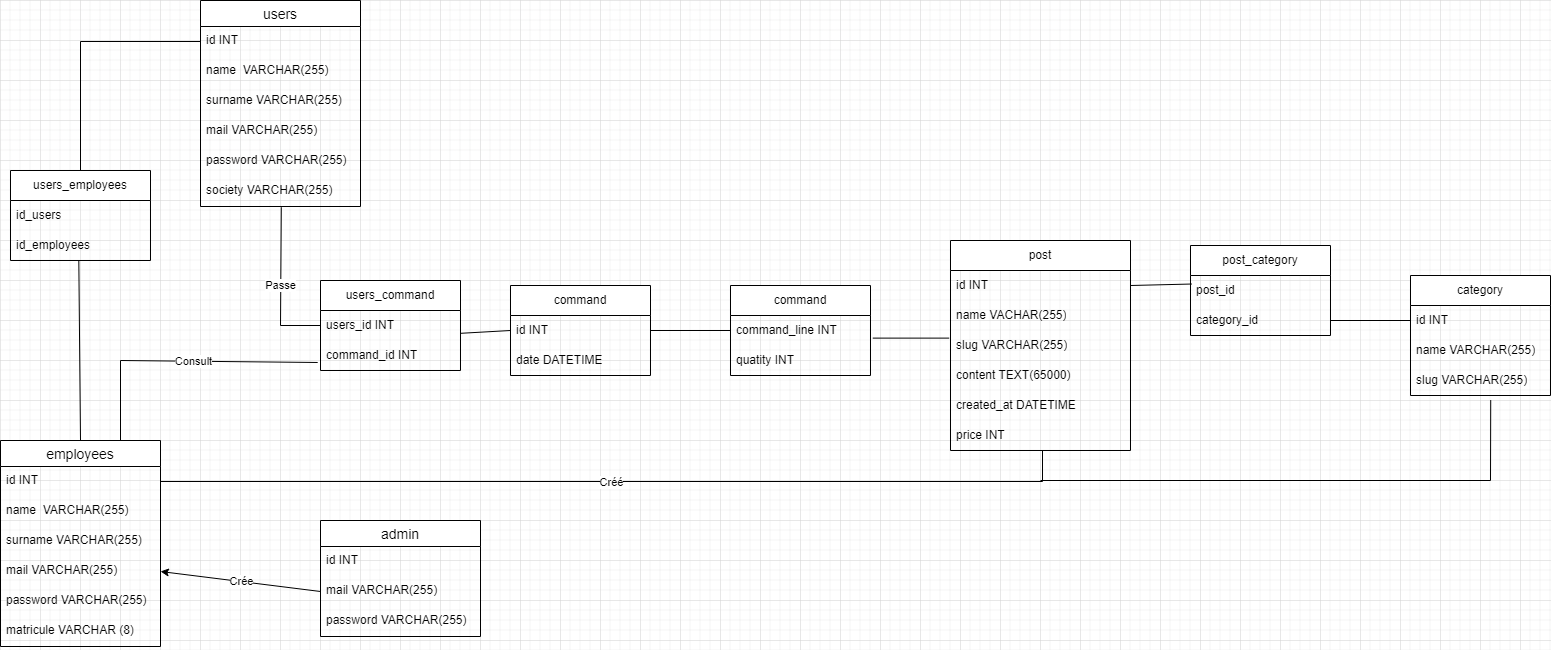 users
id INT
name  VARCHAR(255)
surname VARCHAR(255)
mail VARCHAR(255)
password VARCHAR(255)
society VARCHAR(255)
users_employees
id_users
id_employees
Passe
users_command
users_id INT
command_id INT
Consult
command
id INT
date DATETIME
command
command_line INT
quatity INT
post
id INT
name VACHAR(255)
slug VARCHAR(255)
content TEXT(65000)
created_at DATETIME
price INT
post_category
post_id
category_id
category
id INT
name VARCHAR(255)
slug VARCHAR(255)
employees
id INT
name  VARCHAR(255)
surname VARCHAR(255)
mail VARCHAR(255)
password VARCHAR(255)
matricule VARCHAR (8)
Créé
Crée
admin
id INT
mail VARCHAR(255)
password VARCHAR(255)